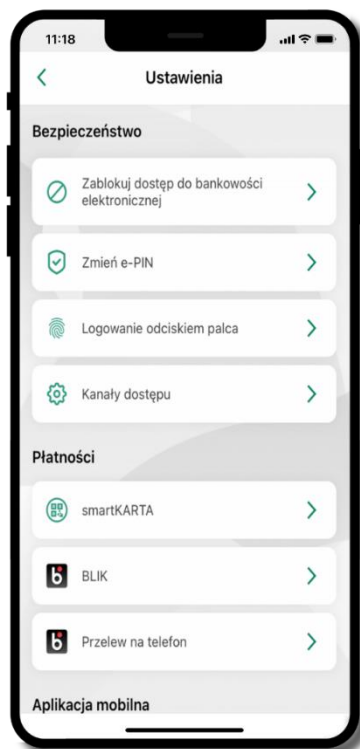 11:18
Ustawienia
Bezpieczeństwo
Zablokuj dostęp do bankowości
elektronicznej
Zmień e-PIN
Logowanie odciskiem palca
Kanały dostępu
Płatności
smartKARTA
BLIK
Przelew na telefon
Aplikacja mobilna